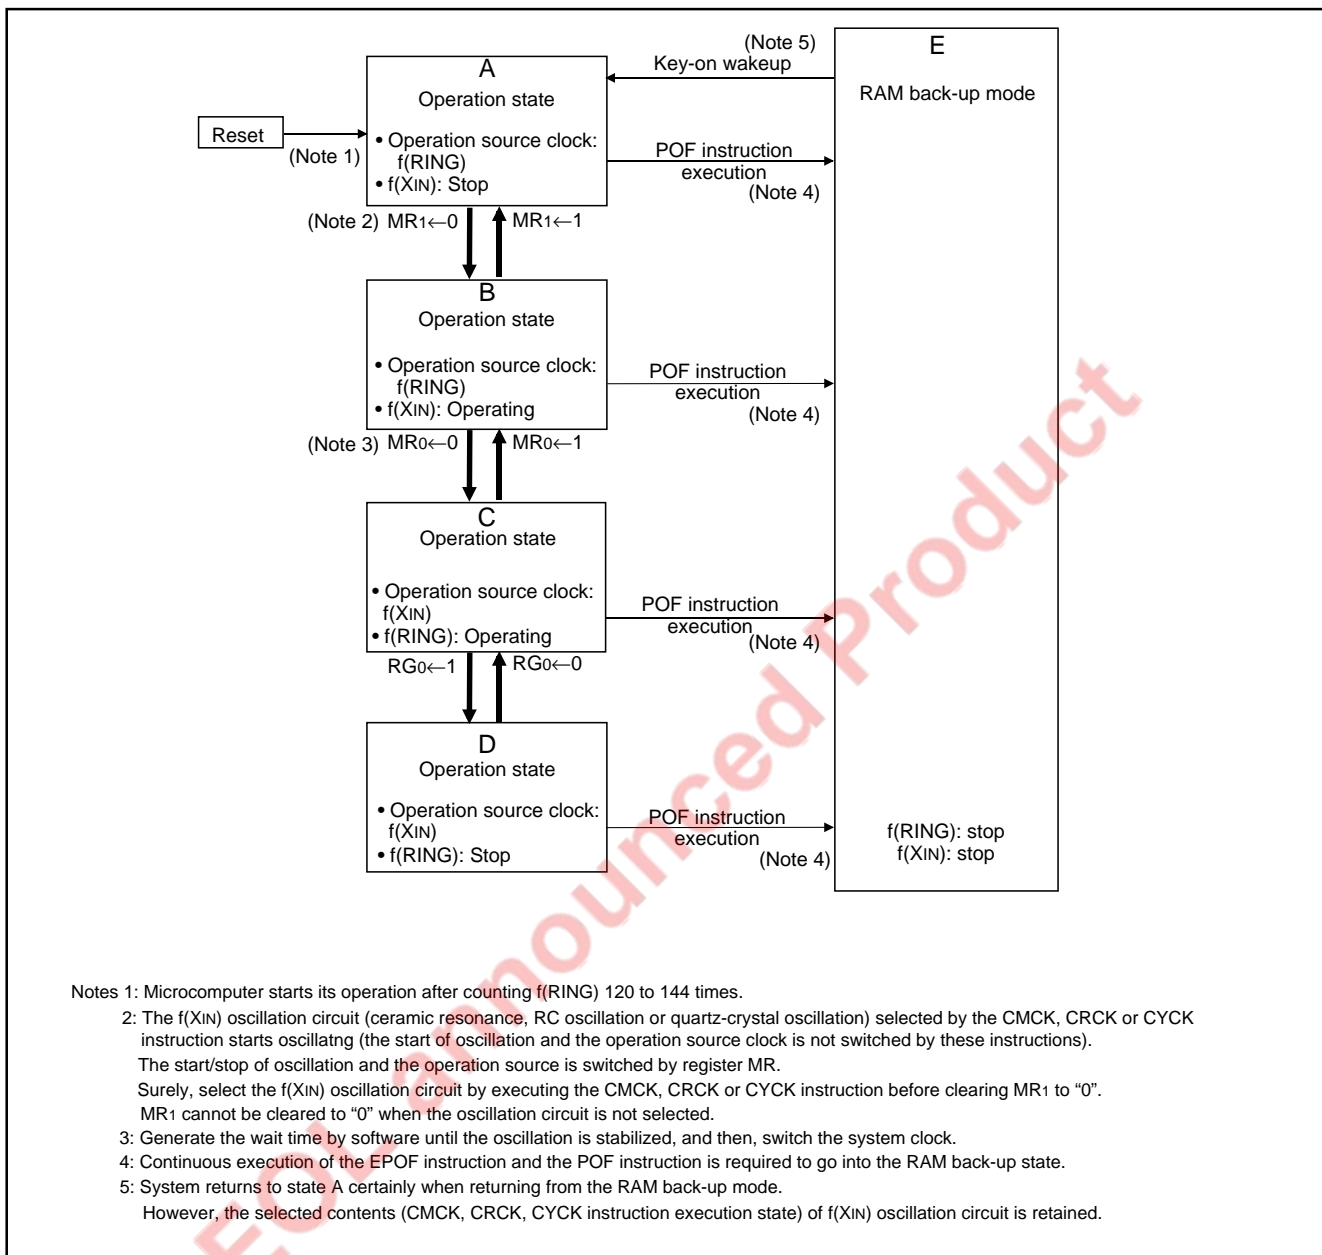 (Note 5)
Key-on wakeup
E
RAM back-up mode
A
Operation state
• Operation source clock:
f(RING)
• f(XIN): Stop
Reset
(Note 1)
POF instruction
execution
(Note 4)
(Note 2) MR1←0
MR1←1
B
Operation state
• Operation source clock:
f(RING)
• f(XIN): Operating
POF instruction
execution
(Note 4)
(Note 3) MR0←0
MR0←1
C
Operation state
• Operation source clock:
f(XIN)
• f(RING): Operating
POF instruction
execution
(Note 4)
RG0←1
RG0←0
D
Operation state
• Operation source clock:
f(XIN)
• f(RING): Stop
POF instruction
execution
(Note 4)
f(RING): stop
f(XIN): stop
Notes 1: Microcomputer starts its operation after counting f(RING) 120 to 144 times.
2: The f(XIN) oscillation circuit (ceramic resonance, RC oscillation or quartz-crystal oscillation) selected by the CMCK, CRCK or CYCK
instruction starts oscillatng (the start of oscillation and the operation source clock is not switched by these instructions).
The start/stop of oscillation and the operation source is switched by register MR.
Surely, select the f(XIN) oscillation circuit by executing the CMCK, CRCK or CYCK instruction before clearing MR1 to “0”.
MR1 cannot be cleared to “0” when the oscillation circuit is not selected.
3: Generate the wait time by software until the oscillation is stabilized, and then, switch the system clock.
4: Continuous execution of the EPOF instruction and the POF instruction is required to go into the RAM back-up state.
5: System returns to state A certainly when returning from the RAM back-up mode.
However, the selected contents (CMCK, CRCK, CYCK instruction execution state) of f(XIN) oscillation circuit is retained.
EOL announced Product